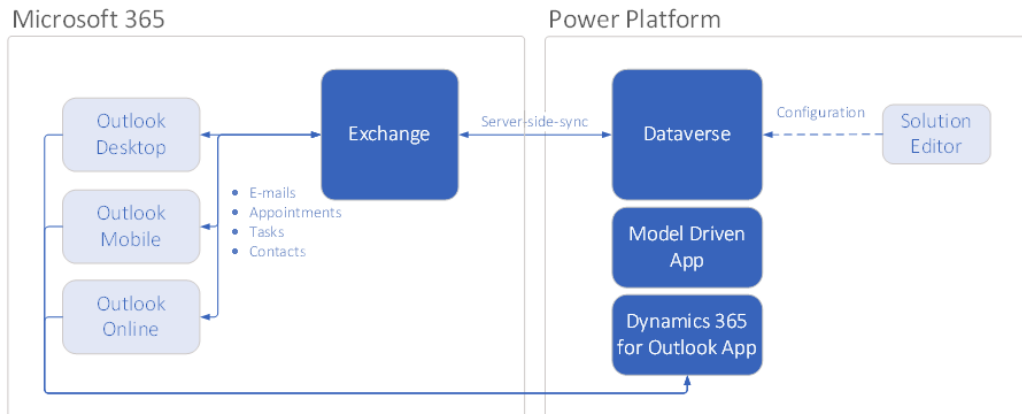 Microsoft 365
Power Platform
Outlook
Desktop
Outlook
Mobile
Outlook
Online
Exchange
• E-mails
• Appointments
• Tasks
• Contacts
Server-side-sync
Dataverse
Configuration
Solution
Editor
Model Driven
App
Dynamics 365
for Outlook App